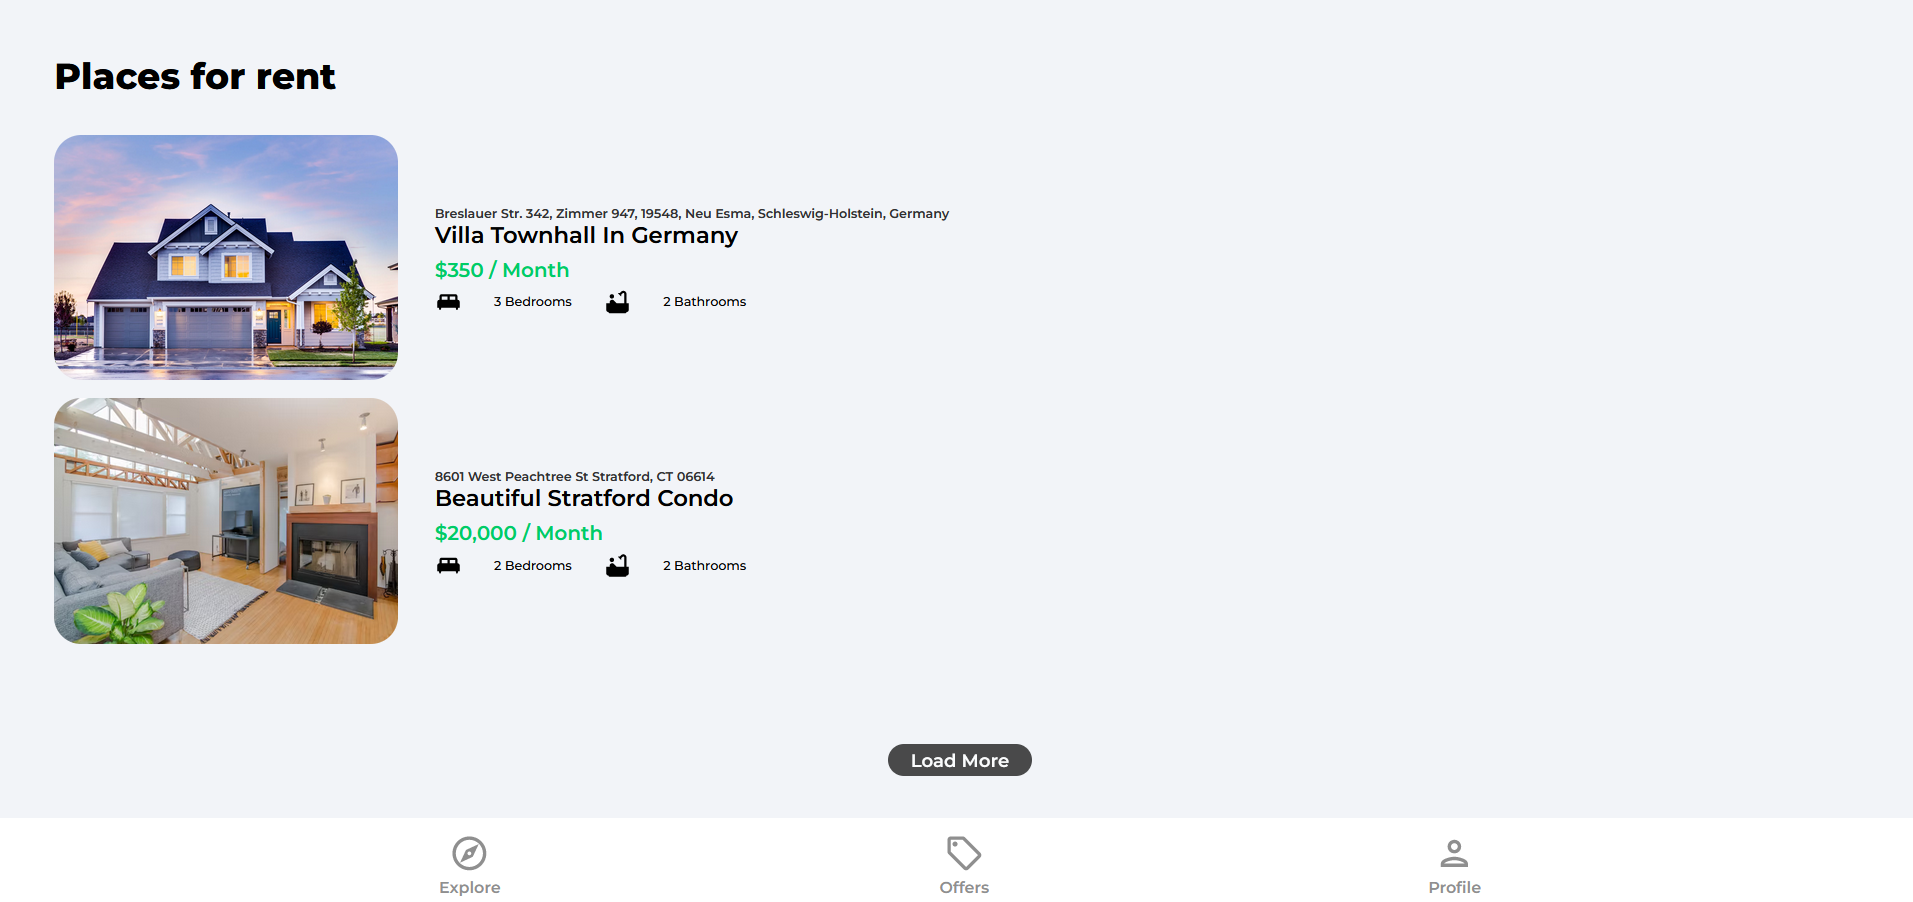 Places for rent
Breslauer Str. 342, Zimmer 947, 19548, Neu Esma, Schleswig-Holstein, Germany
Villa Townhall In Germany
$350 / Month
3 Bedrooms 2 Bathrooms
8601 West Peachtree St Stratford, CT 06614
Beautiful Stratford Condo
$20,000 / Month
2 Bedrooms 2 Bathrooms
Load More
Explore Offers Profile